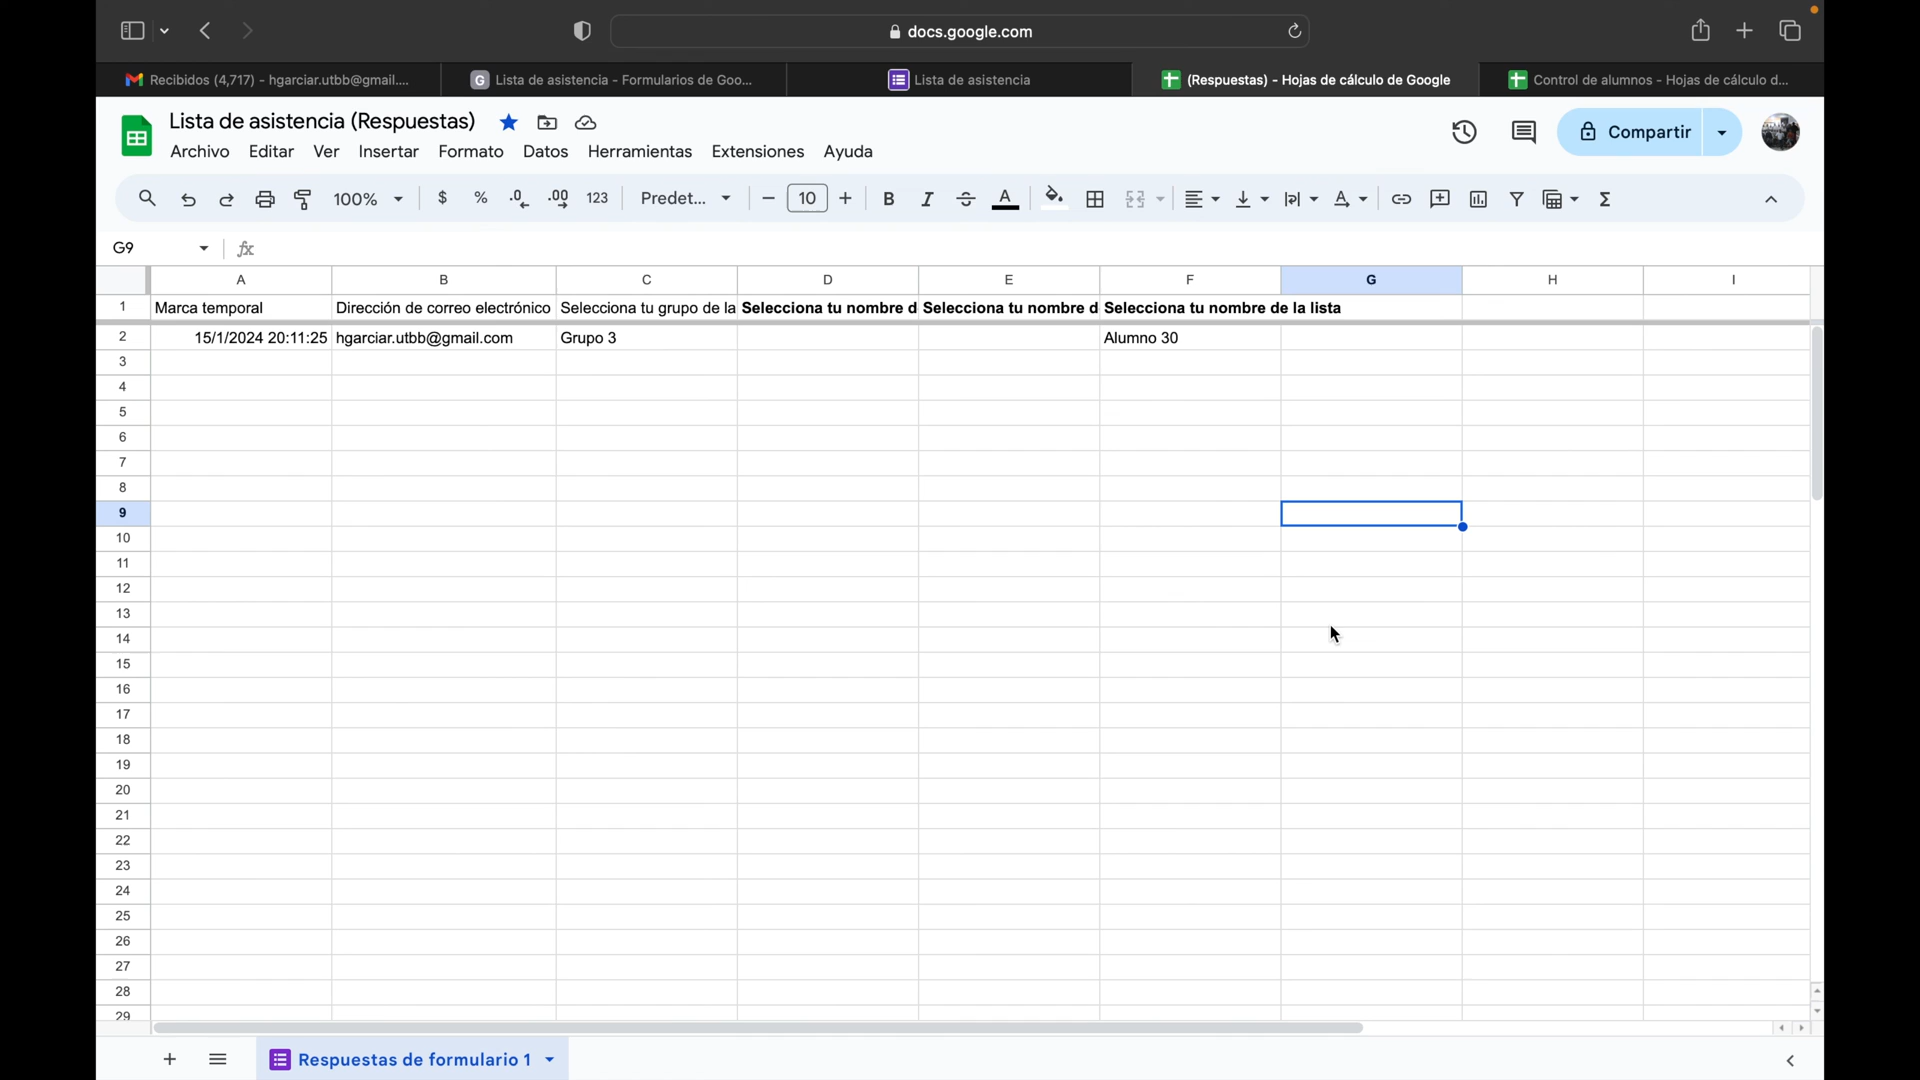 docs.google.com
Recibidos (4,717) - hgarciar.utbb@gmail....
G Lista de asistencia - Formularios de Goo...
Lista de asistencia
(Respuestas) - Hojas de cálculo de Google
Control de alumnos - Hojas de cálculo d...
Lista de asistencia (Respuestas)
Archivo Editar Ver Insertar Formato Datos Herramientas Extensiones Ayuda
Compartir
100% $ % .0 .00 123 Predet... 10 B I S A A Σ
G9 fx
A B C D E F G H I
1 Marca temporal Dirección de correo electrónico Selecciona tu grupo de la Selecciona tu nombre d Selecciona tu nombre d Selecciona tu nombre de la lista
2 15/1/2024 20:11:25 hgarciar.utbb@gmail.com Grupo 3 Alumno 30
3
4
5
6
7
8
9
10
11
12
13
14
15
16
17
18
19
20
21
22
23
24
25
26
27
28
29
Respuestas de formulario 1